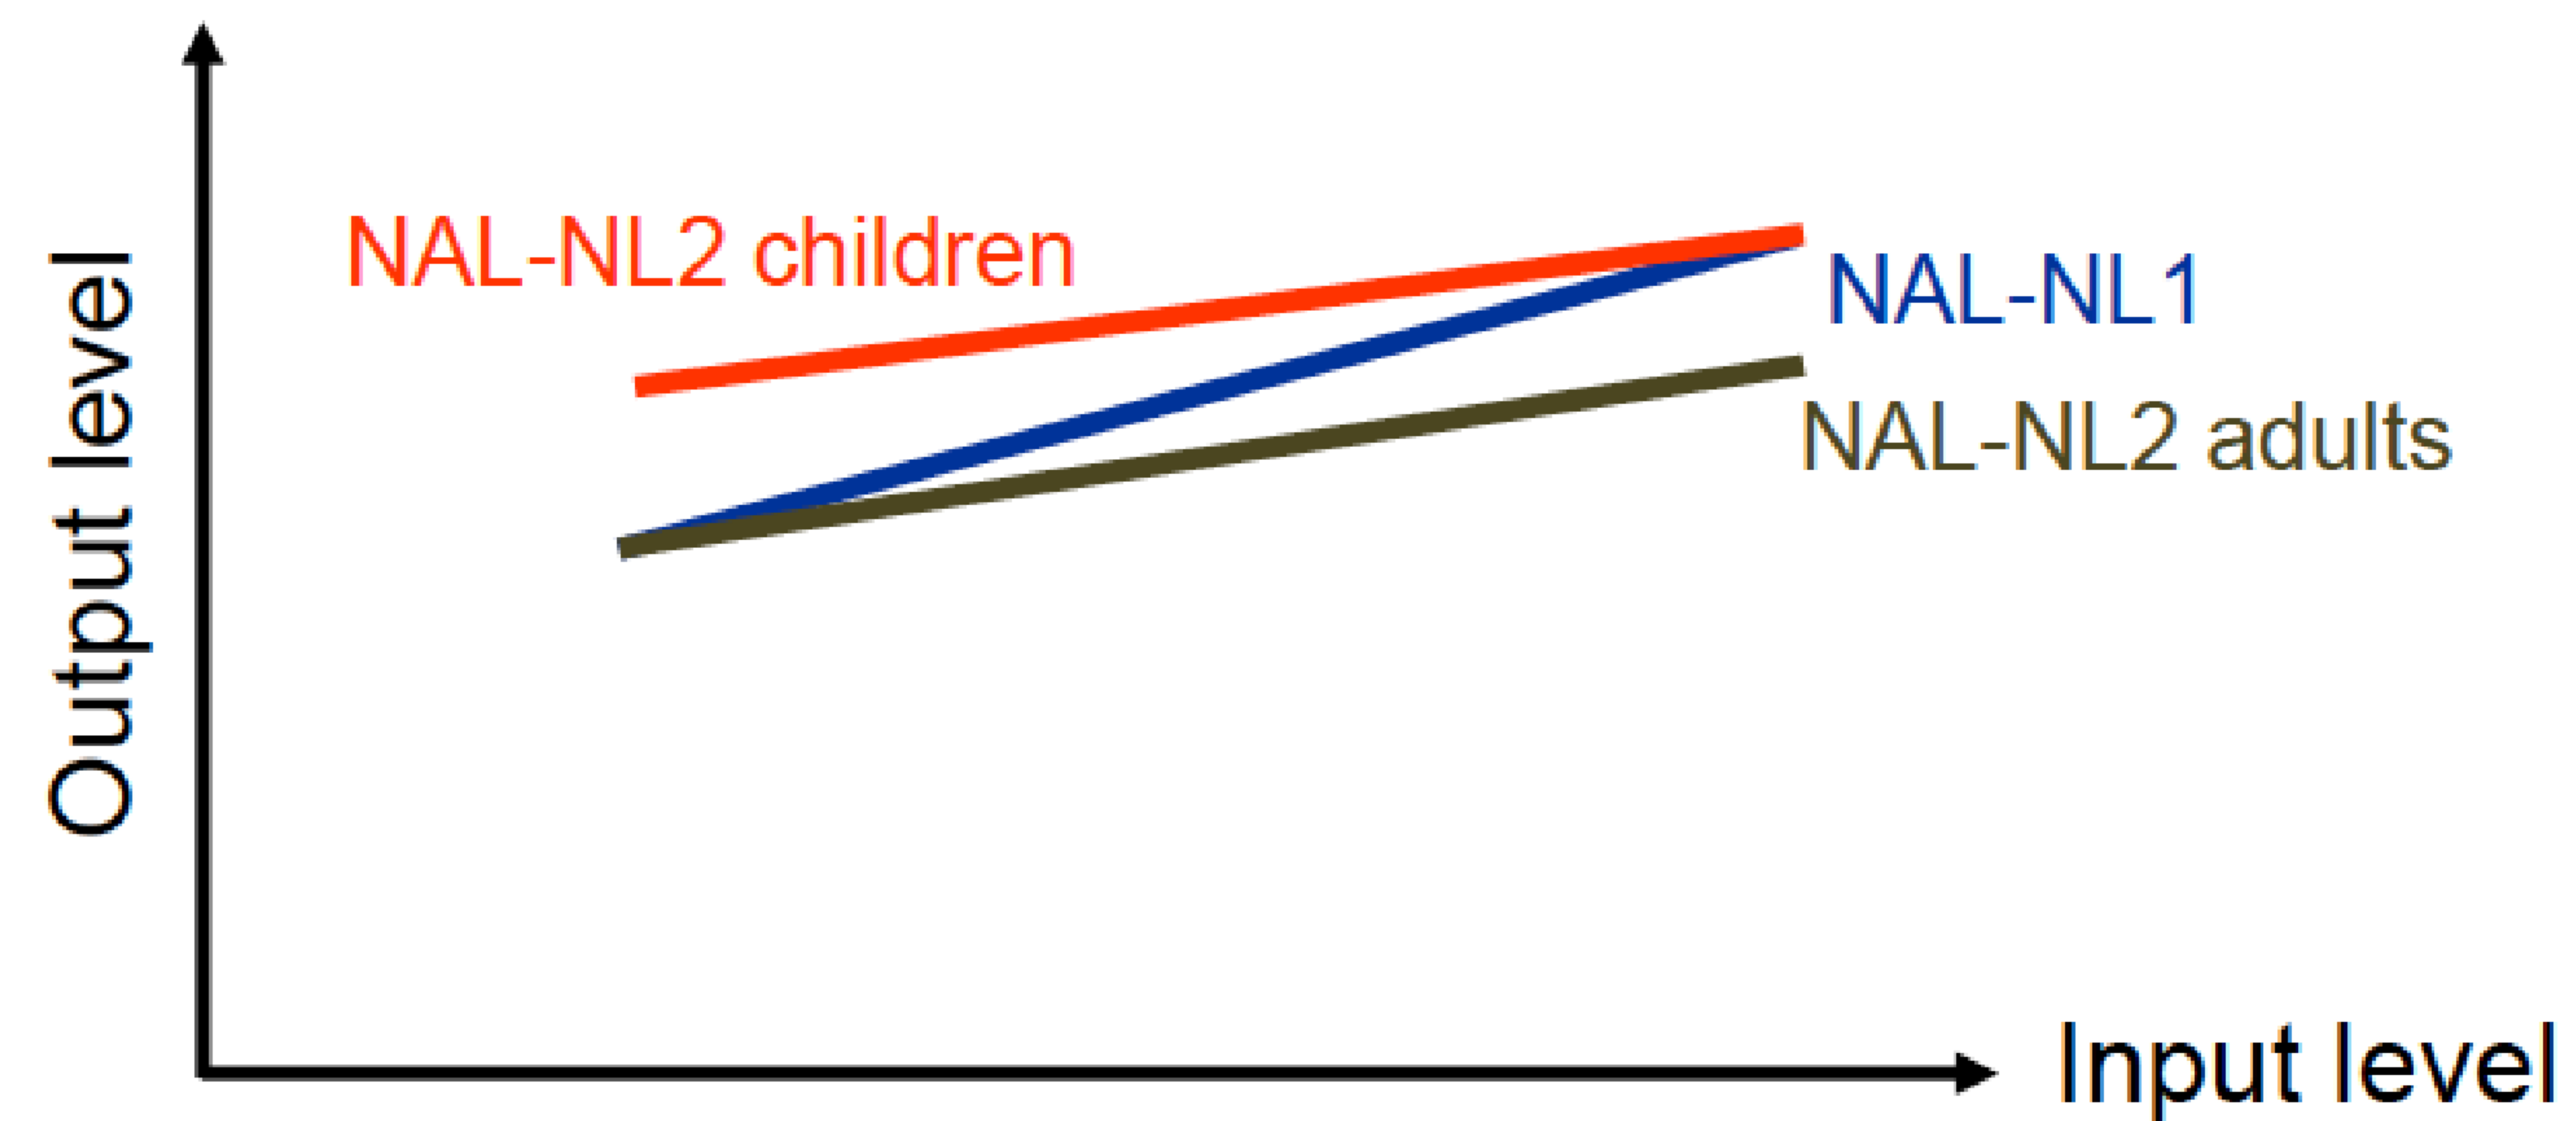 NAL-NL2 children
NAL-NL1
NAL-NL2 adults
Output level
Input level